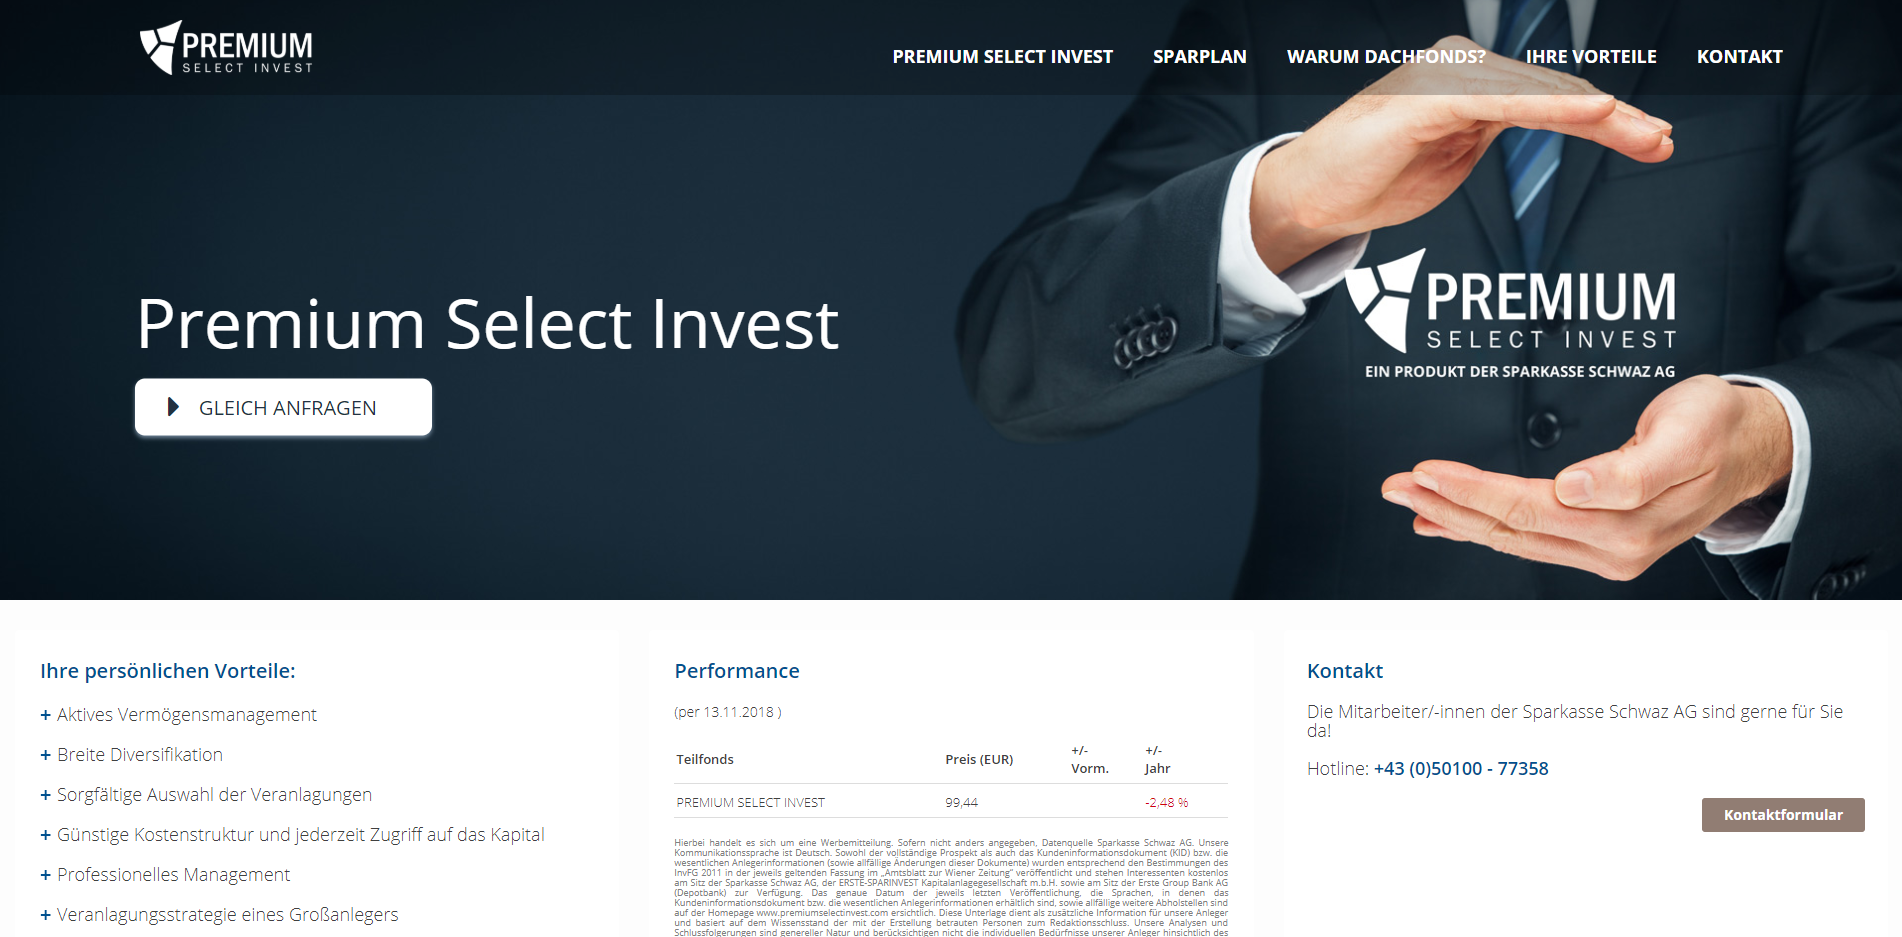 PREMIUM
SELECT INVEST
PREMIUM SELECT INVEST
SPARPLAN
WARUM DACHFONDS?
IHRE VORTEILE
KONTAKT
Premium Select Invest
GLEICH ANFRAGEN
PREMIUM
SELECT INVEST
EIN PRODUKT DER SPARKASSE SCHWAZ AG
Ihre persönlichen Vorteile:
+ Aktives Vermögensmanagement
+ Breite Diversifikation
+ Sorgfältige Auswahl der Veranlagungen
+ Günstige Kostenstruktur und jederzeit Zugriff auf das Kapital
+ Professionelles Management
+ Veranlagungsstrategie eines Großanlegers
Performance
(per 13.11.2018 )
Teilfonds Preis (EUR) +/- Vorm. +/- Jahr
PREMIUM SELECT INVEST 99,44 -2,48 %
Hierbei handelt es sich um eine Werbemitteilung. Sofern nicht anders angegeben, Datenquelle Sparkasse Schwaz AG. Unsere
Kommunikationssprache ist Deutsch. Sowohl der vollständige Prospekt als auch das Kundeninformationsdokument (KID) bzw. die
wesentlichen Anlegerinformationen (sowie allfällige Änderungen dieser Dokumente) wurden entsprechend den Bestimmungen des
InvFG 2011 in der jeweils geltenden Fassung im „Amtsblatt zur Wiener Zeitung" veröffentlicht und stehen Interessenten kostenlos
am Sitz der Sparkasse Schwaz AG, der ERSTE-SPARINVEST Kapitalanlagegesellschaft m.b.H. sowie am Sitz der Erste Group Bank AG
(Depotbank) zur Verfügung. Das genaue Datum der jeweils letzten Veröffentlichung, die Sprachen, in denen das
Kundeninformationsdokument bzw. die wesentlichen Anlegerinformationen erhältlich sind, sowie allfällige weitere Abholstellen sind
auf der Homepage www.premiumselectinvest.com ersichtlich. Diese Unterlage dient als zusätzliche Information für unsere Anleger
und basiert auf dem Wissensstand der mit der Erstellung betrauten Personen zum Redaktionsschluss. Unsere Analysen und
Schlussfolgerungen sind genereller Natur und berücksichtigen nicht die individuellen Bedürfnisse unserer Anleger hinsichtlich des
Kontakt
Die Mitarbeiter/-innen der Sparkasse Schwaz AG sind gerne für Sie
da!
Hotline: +43 (0)50100 - 77358
Kontaktformular